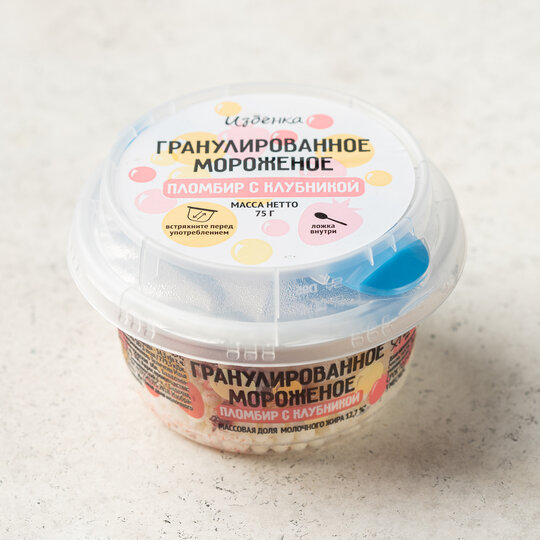 Избёнка
ГРАНУЛИРОВАННОЕ
МОРОЖЕНОЕ
ПЛОМБИР С КЛУБНИКОЙ
МАССА НЕТТО
75 Г
встряхните перед
употреблением
ложка
внутри
ГРАНУЛИРОВАННОЕ
МОРОЖЕНОЕ
ПЛОМБИР С КЛУБНИКОЙ
МАССОВАЯ ДОЛЯ МОЛОЧНОГО ЖИРА 12,7 %